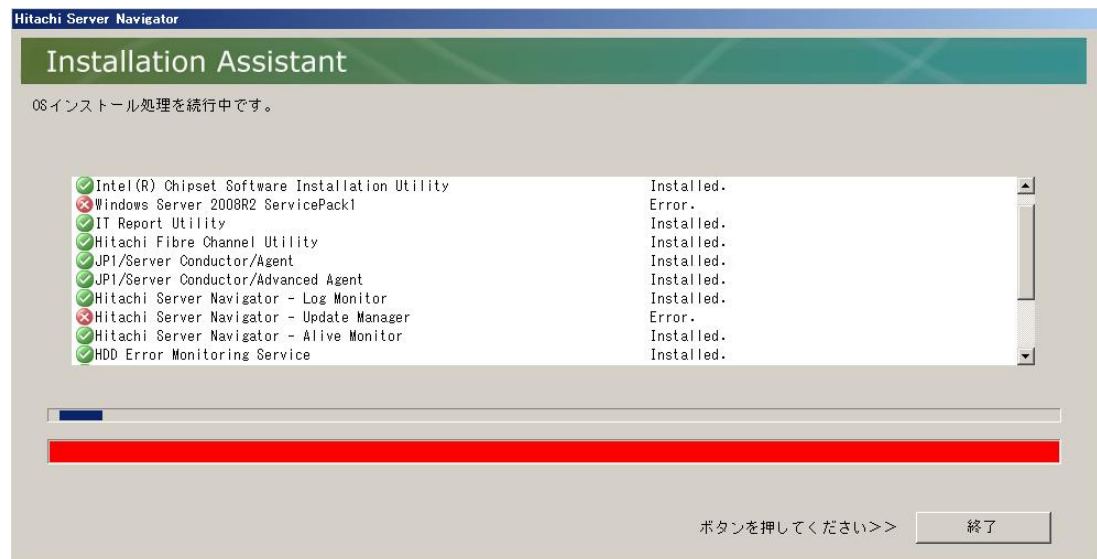 Hitachi Server Navigator
Installation Assistant
OSインストール処理を続行中です。
Intel(R) Chipset Software Installation Utility Installed.
Windows Server 2008R2 ServicePack1 Error.
IT Report Utility Installed.
Hitachi Fibre Channel Utility Installed.
JP1/Server Conductor/Agent Installed.
JP1/Server Conductor/Advanced Agent Installed.
Hitachi Server Navigator - Log Monitor Installed.
Hitachi Server Navigator - Update Manager Error.
Hitachi Server Navigator - Alive Monitor Installed.
HDD Error Monitoring Service Installed.
ボタンを押してください>> 終了